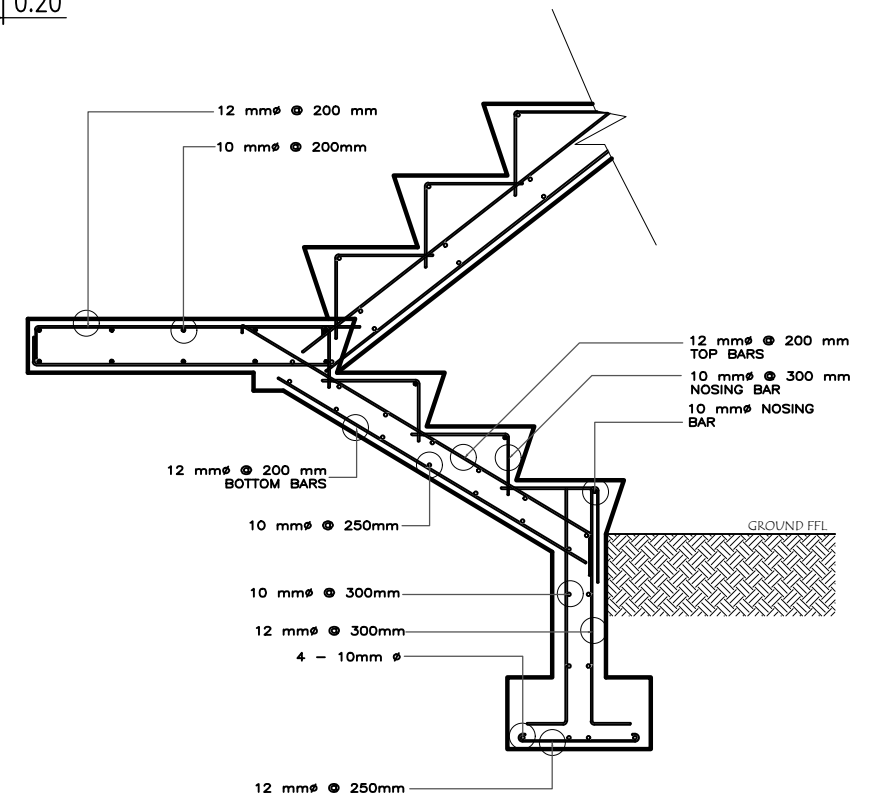 0.20
12 mmø @ 200 mm
10 mmø @ 200mm
12 mmø @ 200 mm
TOP BARS
10 mmø @ 300 mm
NOSING BAR
10 mmø NOSING
BAR
12 mmø @ 200 mm
BOTTOM BARS
10 mmø @ 250mm
GROUND FFL
10 mmø @ 300mm
12 mmø @ 300mm
4 - 10mm ø
12 mmø @ 250mm